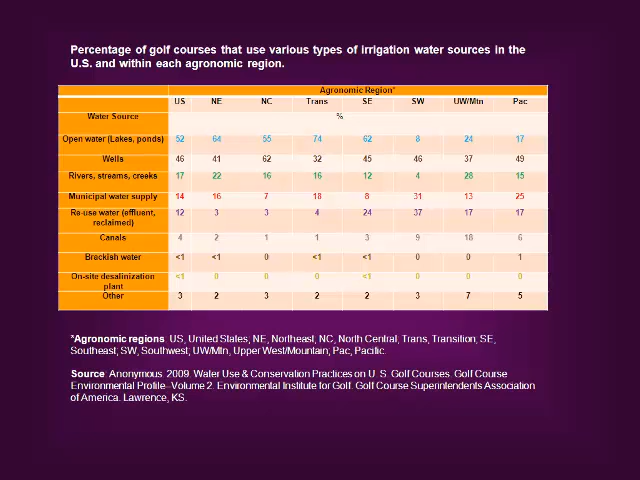 Percentage of golf courses that use various types of irrigation water sources in the
U.S. and within each agronomic region.
Agronomic Region*
US NE NC Trans SE SW UW/Mtn Pac
Water Source %
Open water (Lakes, ponds) 52 64 55 74 62 8 24 17
Wells 46 41 62 32 45 46 37 49
Rivers, streams, creeks 17 22 16 16 12 4 28 15
Municipal water supply 14 16 7 18 8 31 13 25
Re-use water (effluent, 12 3 3 4 24 37 17 17
reclaimed)
Canals 4 2 1 1 3 9 18 6
Brackish water <1 <1 0 <1 <1 0 0 1
On-site desalinization <1 0 0 0 <1 0 0 0
plant
Other 3 2 3 2 2 3 7 5
*Agronomic regions: US, United States; NE, Northeast; NC, North Central; Trans, Transition; SE,
Southeast; SW, Southwest; UW/Mtn, Upper West/Mountain; Pac, Pacific.
Source: Anonymous. 2009. Water Use & Conservation Practices on U. S. Golf Courses. Golf Course
Environmental Profile–Volume 2. Environmental Institute for Golf. Golf Course Superintendents Association
of America. Lawrence, KS.